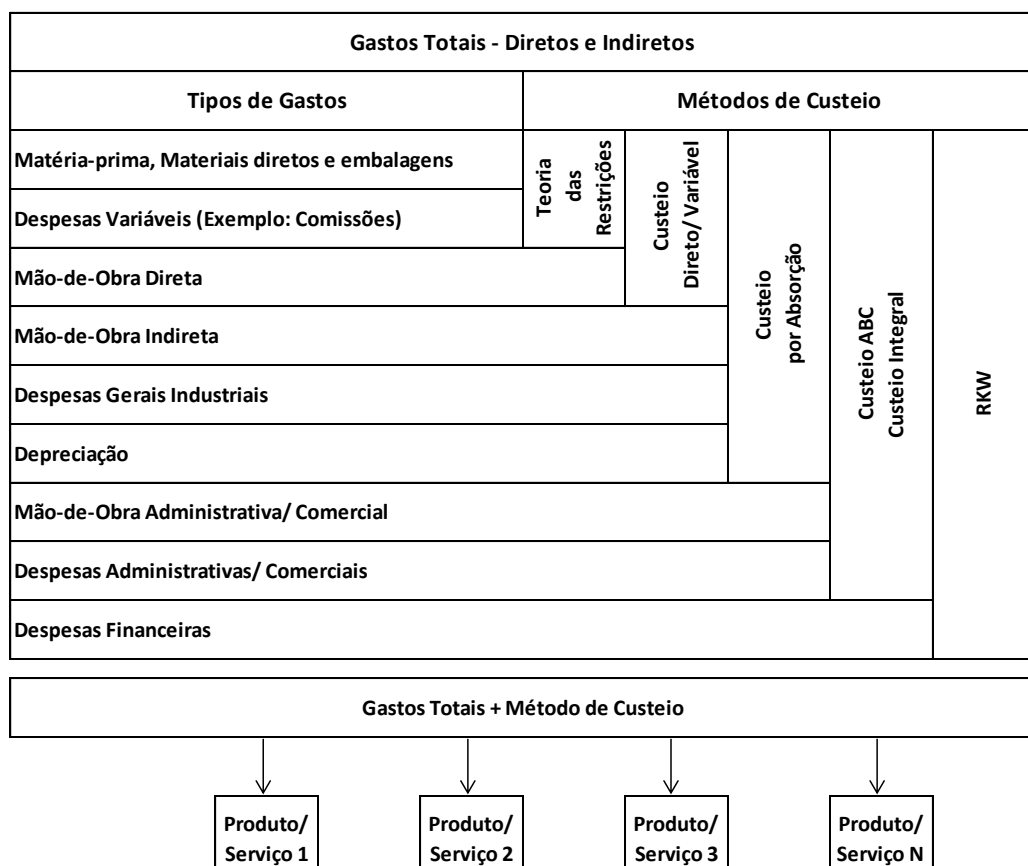 Gastos Totais - Diretos e Indiretos
Tipos de Gastos
Métodos de Custeio
Matéria-prima, Materiais diretos e embalagens
Despesas Variáveis (Exemplo: Comissões)
Mão-de-Obra Direta
Mão-de-Obra Indireta
Despesas Gerais Industriais
Depreciação
Mão-de-Obra Administrativa/ Comercial
Despesas Administrativas/ Comerciais
Despesas Financeiras
Teoria
das
Restrições
Custeio
Direto/ Variável
Custeio
por Absorção
Custeio ABC
Custeio Integral
RKW
Gastos Totais + Método de Custeio
Produto/
Serviço 1
Produto/
Serviço 2
Produto/
Serviço 3
Produto/
Serviço N